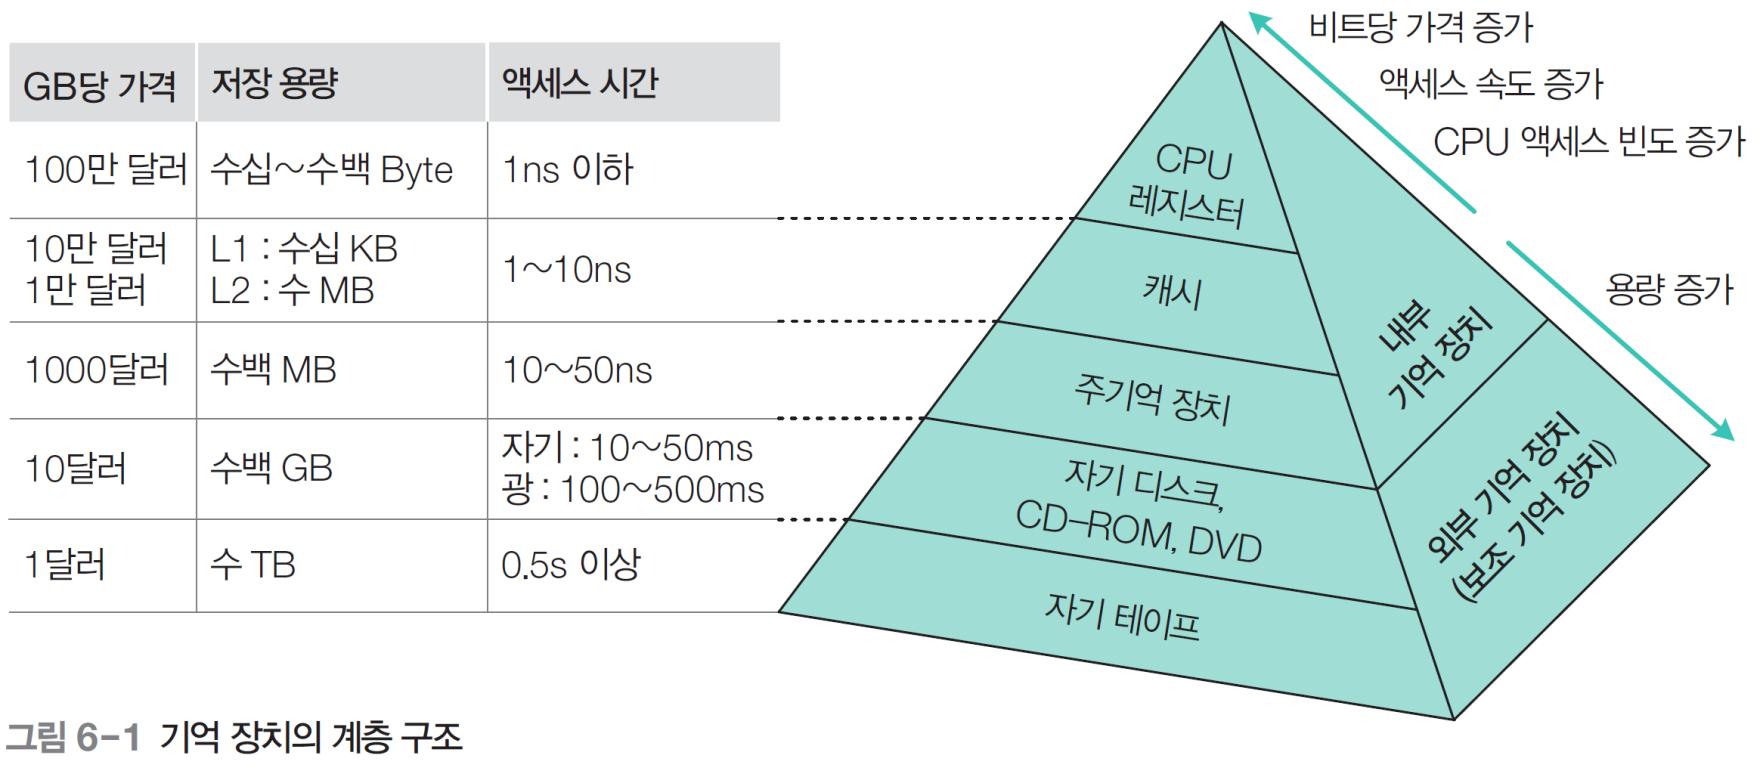 GB당 가격 저장 용량 액세스 시간
100만 달러 수십~수백 Byte 1ns 이하
10만 달러 L1 : 수십 KB
1만 달러 L2 : 수 MB
1~10ns
1000달러 수백 MB 10~50ns
10달러 수백 GB
자기 : 10~50ms
광 : 100~500ms
1달러 수 TB 0.5s 이상
비트당 가격 증가
액세스 속도 증가
CPU 액세스 빈도 증가
용량 증가
CPU
레지스터
캐시
주기억 장치
자기 디스크,
CD-ROM, DVD
자기 테이프
내부
기억 장치
외부 기억 장치
(보조 기억 장치)
그림 6-1 기억 장치의 계층 구조